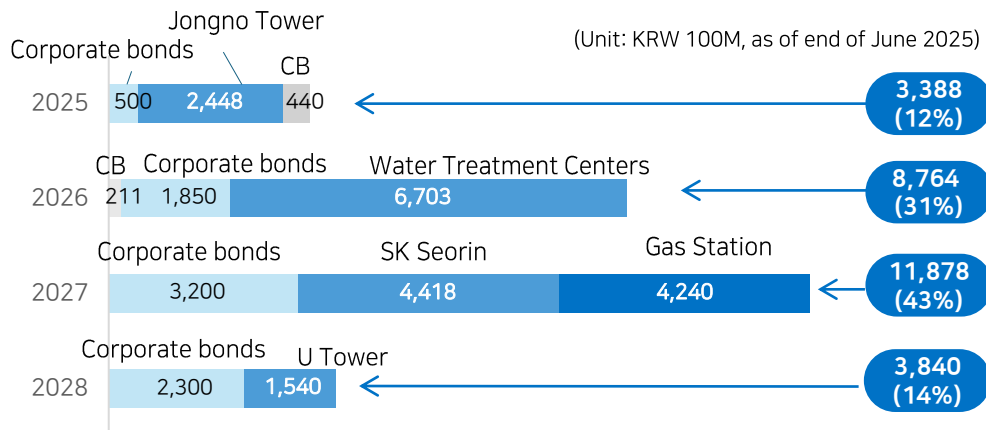 Jongno Tower
(Unit: KRW 100M, as of end of June 2025)
Corporate bonds
CB
2025 500 2,448 440 3,388
(12%)
CB Corporate bonds Water Treatment Centers
2026 211 1,850 6,703 8,764
(31%)
Corporate bonds SK Seorin Gas Station
2027 3,200 4,418 4,240 11,878
(43%)
Corporate bonds U Tower
2028 2,300 1,540 3,840
(14%)